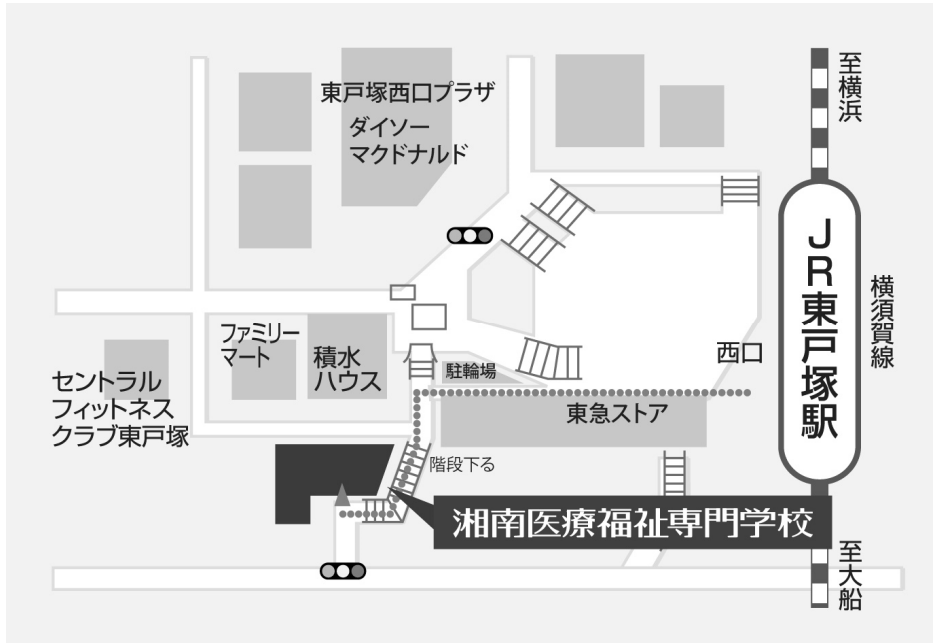 東戸塚西口プラザ
ダイソー
マクドナルド
至横浜
JR東戸塚駅
横須賀線
西口
ファミリー
マート
積水
ハウス
駐輪場
セントラル
フィットネス
クラブ東戸塚
東急ストア
階段下る
湘南医療福祉専門学校
至大船